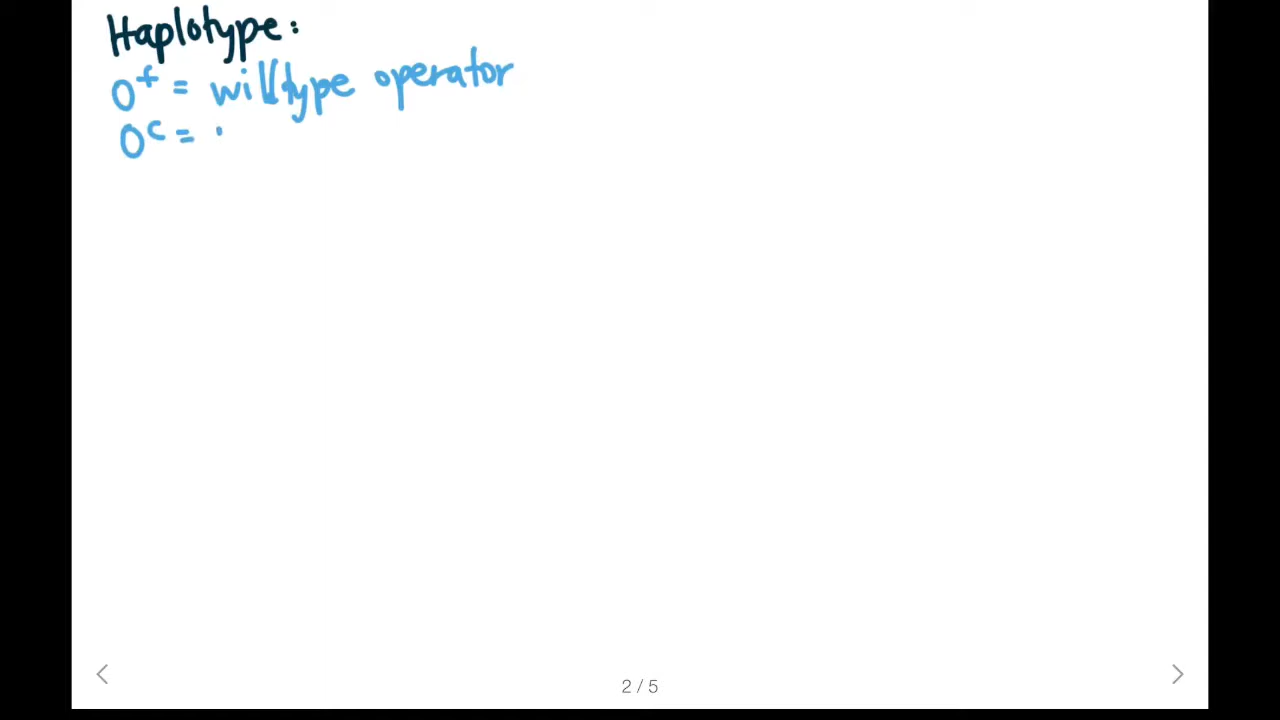 Haplotype:
O⁺ = willtype operator
Oᶜ =
2 / 5